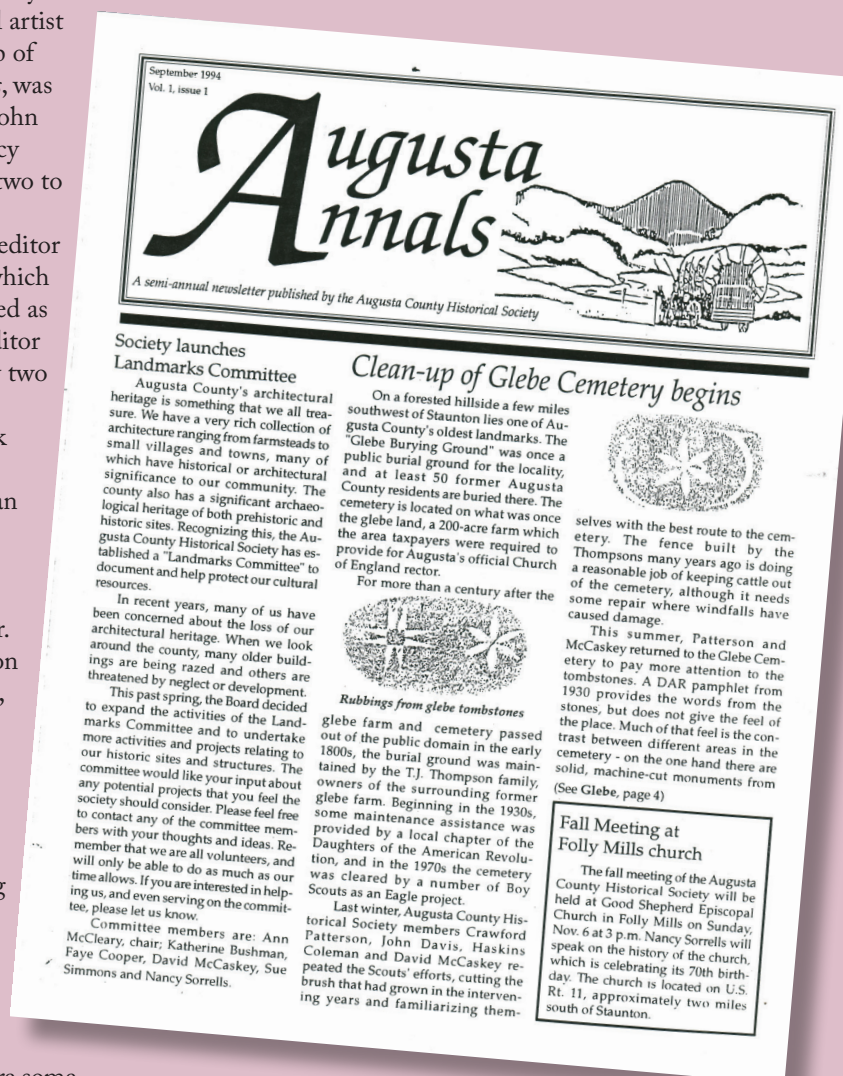 artist
of
, was
ohn
cy
two to
editor
which
ed as
ditor
two
k
an
r.
on
,
g
some
September 1994
Vol. 1, issue 1
Augusta
Annals
A semi-annual newsletter published by the Augusta County Historical Society
Society launches
Landmarks Committee
Augusta County's architectural
heritage is something that we all trea-
sure. We have a very rich collection of
architecture ranging from farmsteads to
small villages and towns, many of
which have historical or architectural
significance to our community. The
county also has a significant archaeo-
logical heritage of both prehistoric and
historic sites. Recognizing this, the Au-
gusta County Historical Society has es-
tablished a "Landmarks Committee" to
document and help protect our cultural
resources.
In recent years, many of us have
been concerned about the loss of our
architectural heritage. When we look
around the county, many older build-
ings are being razed and others are
threatened by neglect or development.
This past spring, the Board decided
to expand the activities of the Land-
marks Committee and to undertake
more activities and projects relating to
our historic sites and structures. The
committee would like your input about
any potential projects that you feel the
society should consider. Please feel free
to contact any of the committee mem-
bers with your thoughts and ideas. Re-
member that we are all volunteers, and
will only be able to do as much as our
time allows. If you are interested in help-
ing us, and even serving on the commit-
tee, please let us know.
Committee members are: Ann
McCleary, chair; Katherine Bushman,
Faye Cooper, David McCaskey, Sue
Simmons and Nancy Sorrells.
Clean-up of Glebe Cemetery begins
On a forested hillside a few miles
southwest of Staunton lies one of Au-
gusta County's oldest landmarks. The
"Glebe Burying Ground" was once a
public burial ground for the locality,
and at least 50 former Augusta
County residents are buried there. The
cemetery is located on what was once
the glebe land, a 200-acre farm which
the area taxpayers were required to
provide for Augusta's official Church
of England rector.
For more than a century after the
Rubbings from glebe tombstones
glebe farm and cemetery passed
out of the public domain in the early
1800s, the burial ground was main-
tained by the T.J. Thompson family,
owners of the surrounding former
glebe farm. Beginning in the 1930s,
some maintenance assistance was
provided by a local chapter of the
Daughters of the American Revolu-
tion, and in the 1970s the cemetery
was cleared by a number of Boy
Scouts as an Eagle project.
Last winter, Augusta County His-
torical Society members Crawford
Patterson, John Davis, Haskins
Coleman and David McCaskey re-
peated the Scouts' efforts, cutting the
brush that had grown in the interven-
ing years and familiarizing them-
selves with the best route to the cem-
etery. The fence built by the
Thompsons many years ago is doing
a reasonable job of keeping cattle out
of the cemetery, although it needs
some repair where windfalls have
caused damage.
This summer, Patterson and
McCaskey returned to the Glebe Cem-
etery to pay more attention to the
tombstones. A DAR pamphlet from
1930 provides the words from the
stones, but does not give the feel of
the place. Much of that feel is the con-
trast between different areas in the
cemetery - on the one hand there are
solid, machine-cut monuments from
(See Glebe, page 4)
Fall Meeting at
Folly Mills church
The fall meeting of the Augusta
County Historical Society will be
held at Good Shepherd Episcopal
Church in Folly Mills on Sunday,
Nov. 6 at 3 p.m. Nancy Sorrells will
speak on the history of the church,
which is celebrating its 70th birth-
day. The church is located on U.S.
Rt. 11, approximately two miles
south of Staunton.